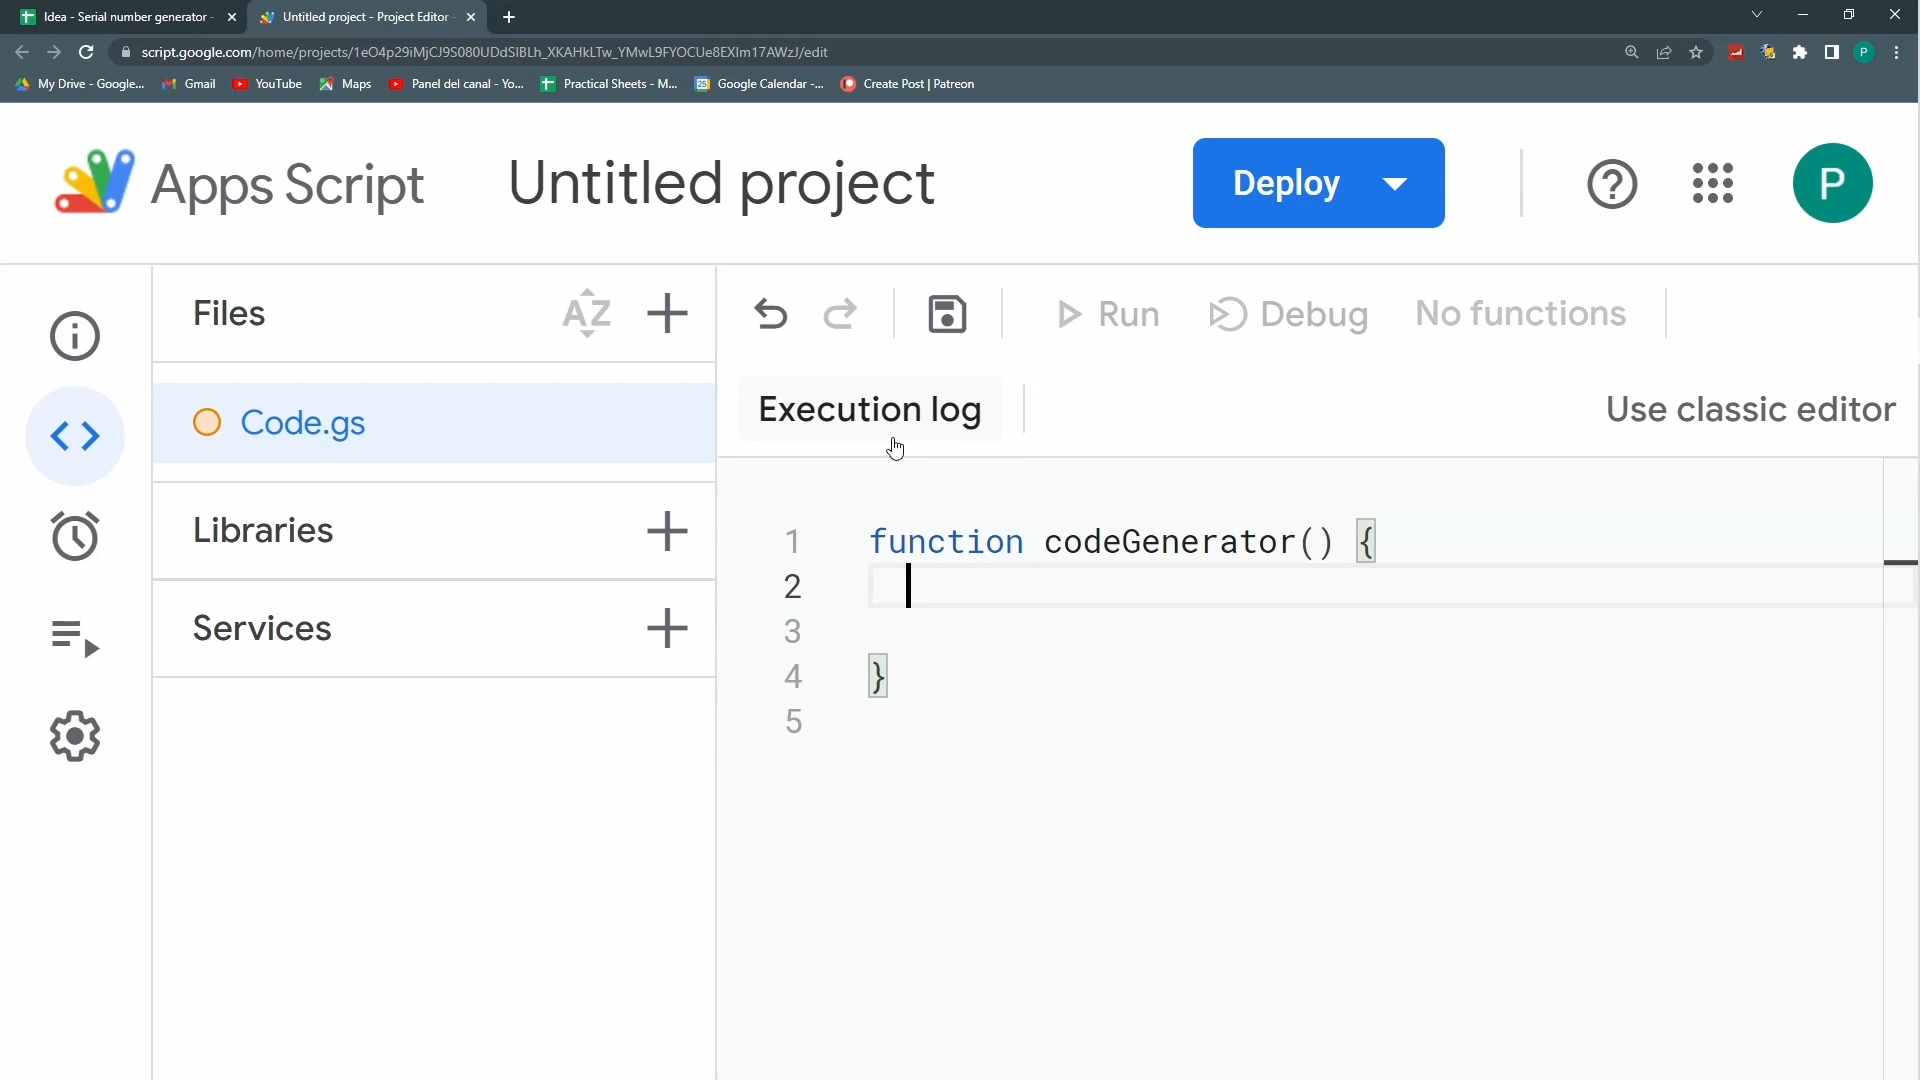 Idea - Serial number generator -
Untitled project - Project Editor -
script.google.com/home/projects/1eO4p29iMjCJ9S080UDdSIBLh_XKAHkLTw_YMwL9FYOCUe8EXIm17AWzJ/edit
P
My Drive - Google...
Gmail
YouTube
Maps
Panel del canal - Yo...
Practical Sheets - M...
Google Calendar -...
Create Post | Patreon
Apps Script
Untitled project
Deploy
P
Files
AZ
Run
Debug
No functions
Code.gs
Execution log
Use classic editor
Libraries
Services
1 function codeGenerator() {
2
3
4 }
5